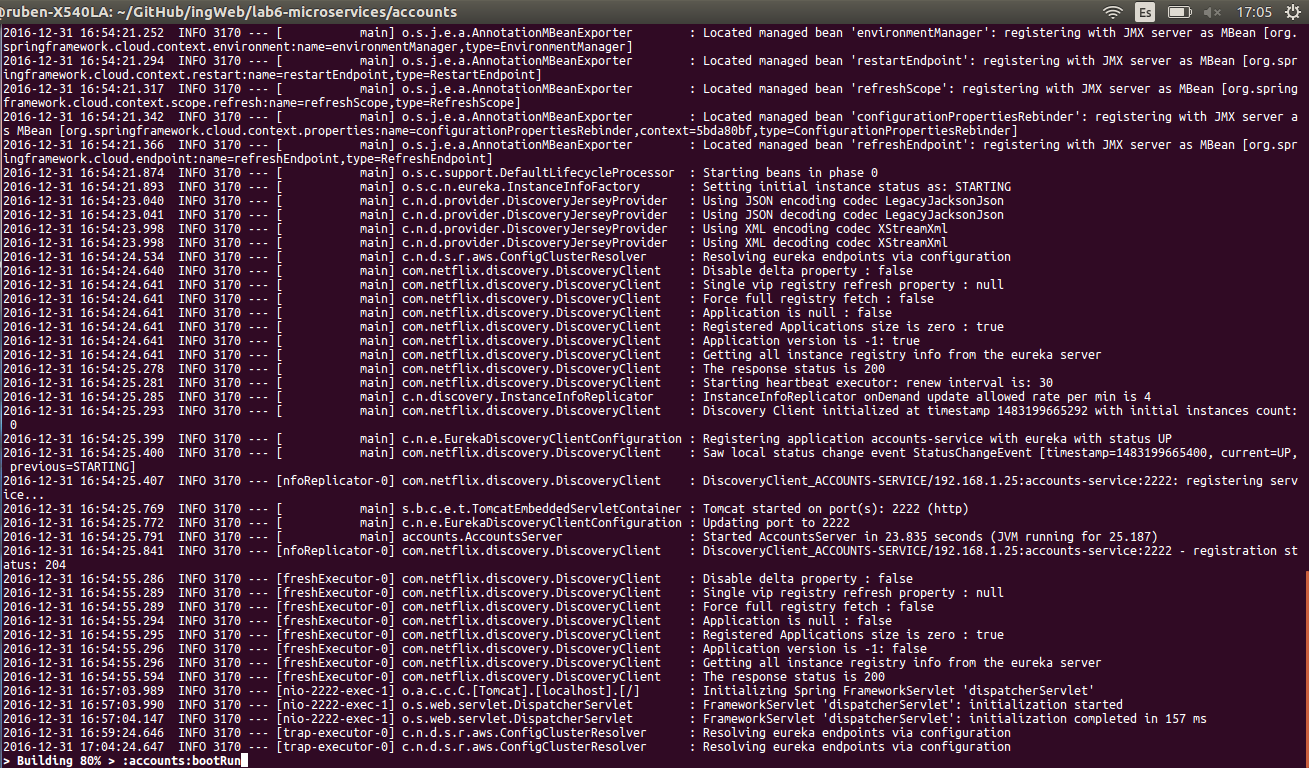 @ruben-X540LA: ~/GitHub/ingWeb/lab6-microservices/accounts Es 17:05
2016-12-31 16:54:21.252  INFO 3170 --- [           main] o.s.j.e.a.AnnotationMBeanExporter        : Located managed bean 'environmentManager': registering with JMX server as MBean [org.
springframework.cloud.context.environment:name=environmentManager,type=EnvironmentManager]
2016-12-31 16:54:21.294  INFO 3170 --- [           main] o.s.j.e.a.AnnotationMBeanExporter        : Located managed bean 'restartEndpoint': registering with JMX server as MBean [org.spr
ingframework.cloud.context.restart:name=restartEndpoint,type=RestartEndpoint]
2016-12-31 16:54:21.317  INFO 3170 --- [           main] o.s.j.e.a.AnnotationMBeanExporter        : Located managed bean 'refreshScope': registering with JMX server as MBean [org.spring
framework.cloud.context.scope.refresh:name=refreshScope,type=RefreshScope]
2016-12-31 16:54:21.342  INFO 3170 --- [           main] o.s.j.e.a.AnnotationMBeanExporter        : Located managed bean 'configurationPropertiesRebinder': registering with JMX server a
s MBean [org.springframework.cloud.context.properties:name=configurationPropertiesRebinder,context=5bda80bf,type=ConfigurationPropertiesRebinder]
2016-12-31 16:54:21.366  INFO 3170 --- [           main] o.s.j.e.a.AnnotationMBeanExporter        : Located managed bean 'refreshEndpoint': registering with JMX server as MBean [org.spr
ingframework.cloud.endpoint:name=refreshEndpoint,type=RefreshEndpoint]
2016-12-31 16:54:21.874  INFO 3170 --- [           main] o.s.c.support.DefaultLifecycleProcessor  : Starting beans in phase 0
2016-12-31 16:54:21.893  INFO 3170 --- [           main] o.s.c.n.eureka.InstanceInfoFactory       : Setting initial instance status as: STARTING
2016-12-31 16:54:23.040  INFO 3170 --- [           main] c.n.d.provider.DiscoveryJerseyProvider   : Using JSON encoding codec LegacyJacksonJson
2016-12-31 16:54:23.041  INFO 3170 --- [           main] c.n.d.provider.DiscoveryJerseyProvider   : Using JSON decoding codec LegacyJacksonJson
2016-12-31 16:54:23.998  INFO 3170 --- [           main] c.n.d.provider.DiscoveryJerseyProvider   : Using XML encoding codec XStreamXml
2016-12-31 16:54:23.998  INFO 3170 --- [           main] c.n.d.provider.DiscoveryJerseyProvider   : Using XML decoding codec XStreamXml
2016-12-31 16:54:24.534  INFO 3170 --- [           main] c.n.d.s.r.aws.ConfigClusterResolver      : Resolving eureka endpoints via configuration
2016-12-31 16:54:24.640  INFO 3170 --- [           main] com.netflix.discovery.DiscoveryClient    : Disable delta property : false
2016-12-31 16:54:24.641  INFO 3170 --- [           main] com.netflix.discovery.DiscoveryClient    : Single vip registry refresh property : null
2016-12-31 16:54:24.641  INFO 3170 --- [           main] com.netflix.discovery.DiscoveryClient    : Force full registry fetch : false
2016-12-31 16:54:24.641  INFO 3170 --- [           main] com.netflix.discovery.DiscoveryClient    : Application is null : false
2016-12-31 16:54:24.641  INFO 3170 --- [           main] com.netflix.discovery.DiscoveryClient    : Registered Applications size is zero : true
2016-12-31 16:54:24.641  INFO 3170 --- [           main] com.netflix.discovery.DiscoveryClient    : Application version is -1: true
2016-12-31 16:54:24.641  INFO 3170 --- [           main] com.netflix.discovery.DiscoveryClient    : Getting all instance registry info from the eureka server
2016-12-31 16:54:25.278  INFO 3170 --- [           main] com.netflix.discovery.DiscoveryClient    : The response status is 200
2016-12-31 16:54:25.281  INFO 3170 --- [           main] com.netflix.discovery.DiscoveryClient    : Starting heartbeat executor: renew interval is: 30
2016-12-31 16:54:25.285  INFO 3170 --- [           main] c.n.discovery.InstanceInfoReplicator     : InstanceInfoReplicator onDemand update allowed rate per min is 4
2016-12-31 16:54:25.293  INFO 3170 --- [           main] com.netflix.discovery.DiscoveryClient    : Discovery Client initialized at timestamp 1483199665292 with initial instances count:
 0
2016-12-31 16:54:25.399  INFO 3170 --- [           main] c.n.e.EurekaDiscoveryClientConfiguration : Registering application accounts-service with eureka with status UP
2016-12-31 16:54:25.400  INFO 3170 --- [           main] com.netflix.discovery.DiscoveryClient    : Saw local status change event StatusChangeEvent [timestamp=1483199665400, current=UP,
 previous=STARTING]
2016-12-31 16:54:25.407  INFO 3170 --- [nfoReplicator-0] com.netflix.discovery.DiscoveryClient    : DiscoveryClient_ACCOUNTS-SERVICE/192.168.1.25:accounts-service:2222: registering serv
ice...
2016-12-31 16:54:25.769  INFO 3170 --- [           main] s.b.c.e.t.TomcatEmbeddedServletContainer : Tomcat started on port(s): 2222 (http)
2016-12-31 16:54:25.772  INFO 3170 --- [           main] c.n.e.EurekaDiscoveryClientConfiguration : Updating port to 2222
2016-12-31 16:54:25.791  INFO 3170 --- [           main] accounts.AccountsServer                  : Started AccountsServer in 23.835 seconds (JVM running for 25.187)
2016-12-31 16:54:25.841  INFO 3170 --- [nfoReplicator-0] com.netflix.discovery.DiscoveryClient    : DiscoveryClient_ACCOUNTS-SERVICE/192.168.1.25:accounts-service:2222 - registration st
atus: 204
2016-12-31 16:54:55.286  INFO 3170 --- [freshExecutor-0] com.netflix.discovery.DiscoveryClient    : Disable delta property : false
2016-12-31 16:54:55.289  INFO 3170 --- [freshExecutor-0] com.netflix.discovery.DiscoveryClient    : Single vip registry refresh property : null
2016-12-31 16:54:55.289  INFO 3170 --- [freshExecutor-0] com.netflix.discovery.DiscoveryClient    : Force full registry fetch : false
2016-12-31 16:54:55.294  INFO 3170 --- [freshExecutor-0] com.netflix.discovery.DiscoveryClient    : Application is null : false
2016-12-31 16:54:55.295  INFO 3170 --- [freshExecutor-0] com.netflix.discovery.DiscoveryClient    : Registered Applications size is zero : true
2016-12-31 16:54:55.296  INFO 3170 --- [freshExecutor-0] com.netflix.discovery.DiscoveryClient    : Application version is -1: false
2016-12-31 16:54:55.296  INFO 3170 --- [freshExecutor-0] com.netflix.discovery.DiscoveryClient    : Getting all instance registry info from the eureka server
2016-12-31 16:54:55.594  INFO 3170 --- [freshExecutor-0] com.netflix.discovery.DiscoveryClient    : The response status is 200
2016-12-31 16:57:03.989  INFO 3170 --- [nio-2222-exec-1] o.a.c.c.C.[Tomcat].[localhost].[/]       : Initializing Spring FrameworkServlet 'dispatcherServlet'
2016-12-31 16:57:03.990  INFO 3170 --- [nio-2222-exec-1] o.s.web.servlet.DispatcherServlet        : FrameworkServlet 'dispatcherServlet': initialization started
2016-12-31 16:57:04.147  INFO 3170 --- [nio-2222-exec-1] o.s.web.servlet.DispatcherServlet        : FrameworkServlet 'dispatcherServlet': initialization completed in 157 ms
2016-12-31 16:59:24.646  INFO 3170 --- [trap-executor-0] c.n.d.s.r.aws.ConfigClusterResolver      : Resolving eureka endpoints via configuration
2016-12-31 17:04:24.647  INFO 3170 --- [trap-executor-0] c.n.d.s.r.aws.ConfigClusterResolver      : Resolving eureka endpoints via configuration
> Building 80% > :accounts:bootRun